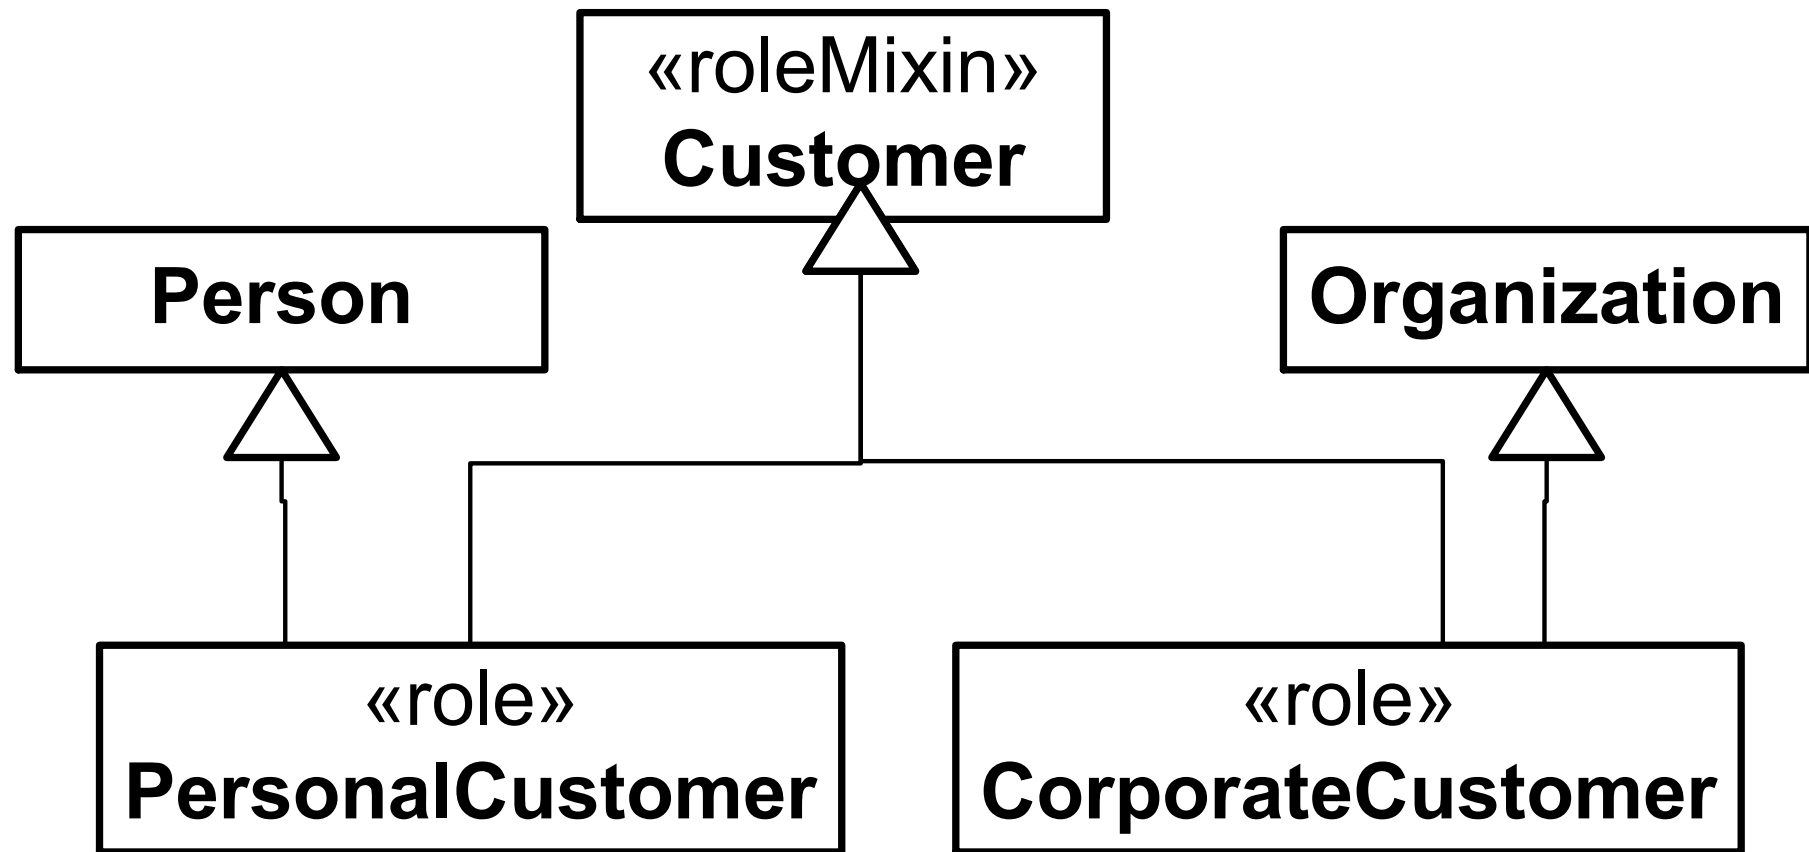 «roleMixin»
Customer
Person
Organization
«role»
PersonalCustomer
«role»
CorporateCustomer